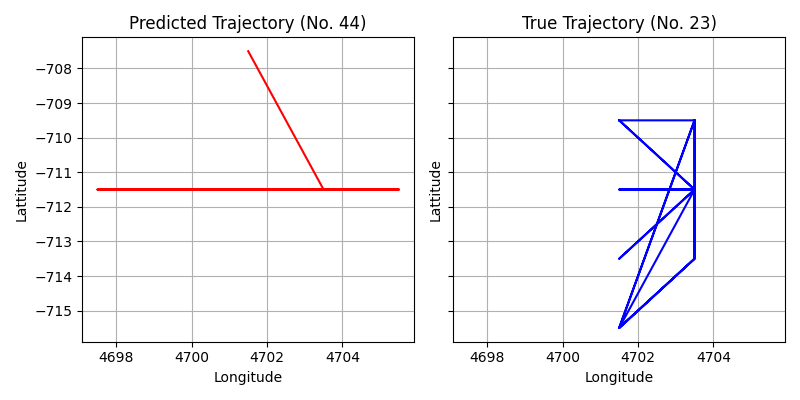 Predicted Trajectory (No. 44)
−708
−709
−710
−711
−712
−713
−714
−715
Lattitude
4698
4700
4702
4704
Longitude
True Trajectory (No. 23)
Lattitude
4698
4700
4702
4704
Longitude